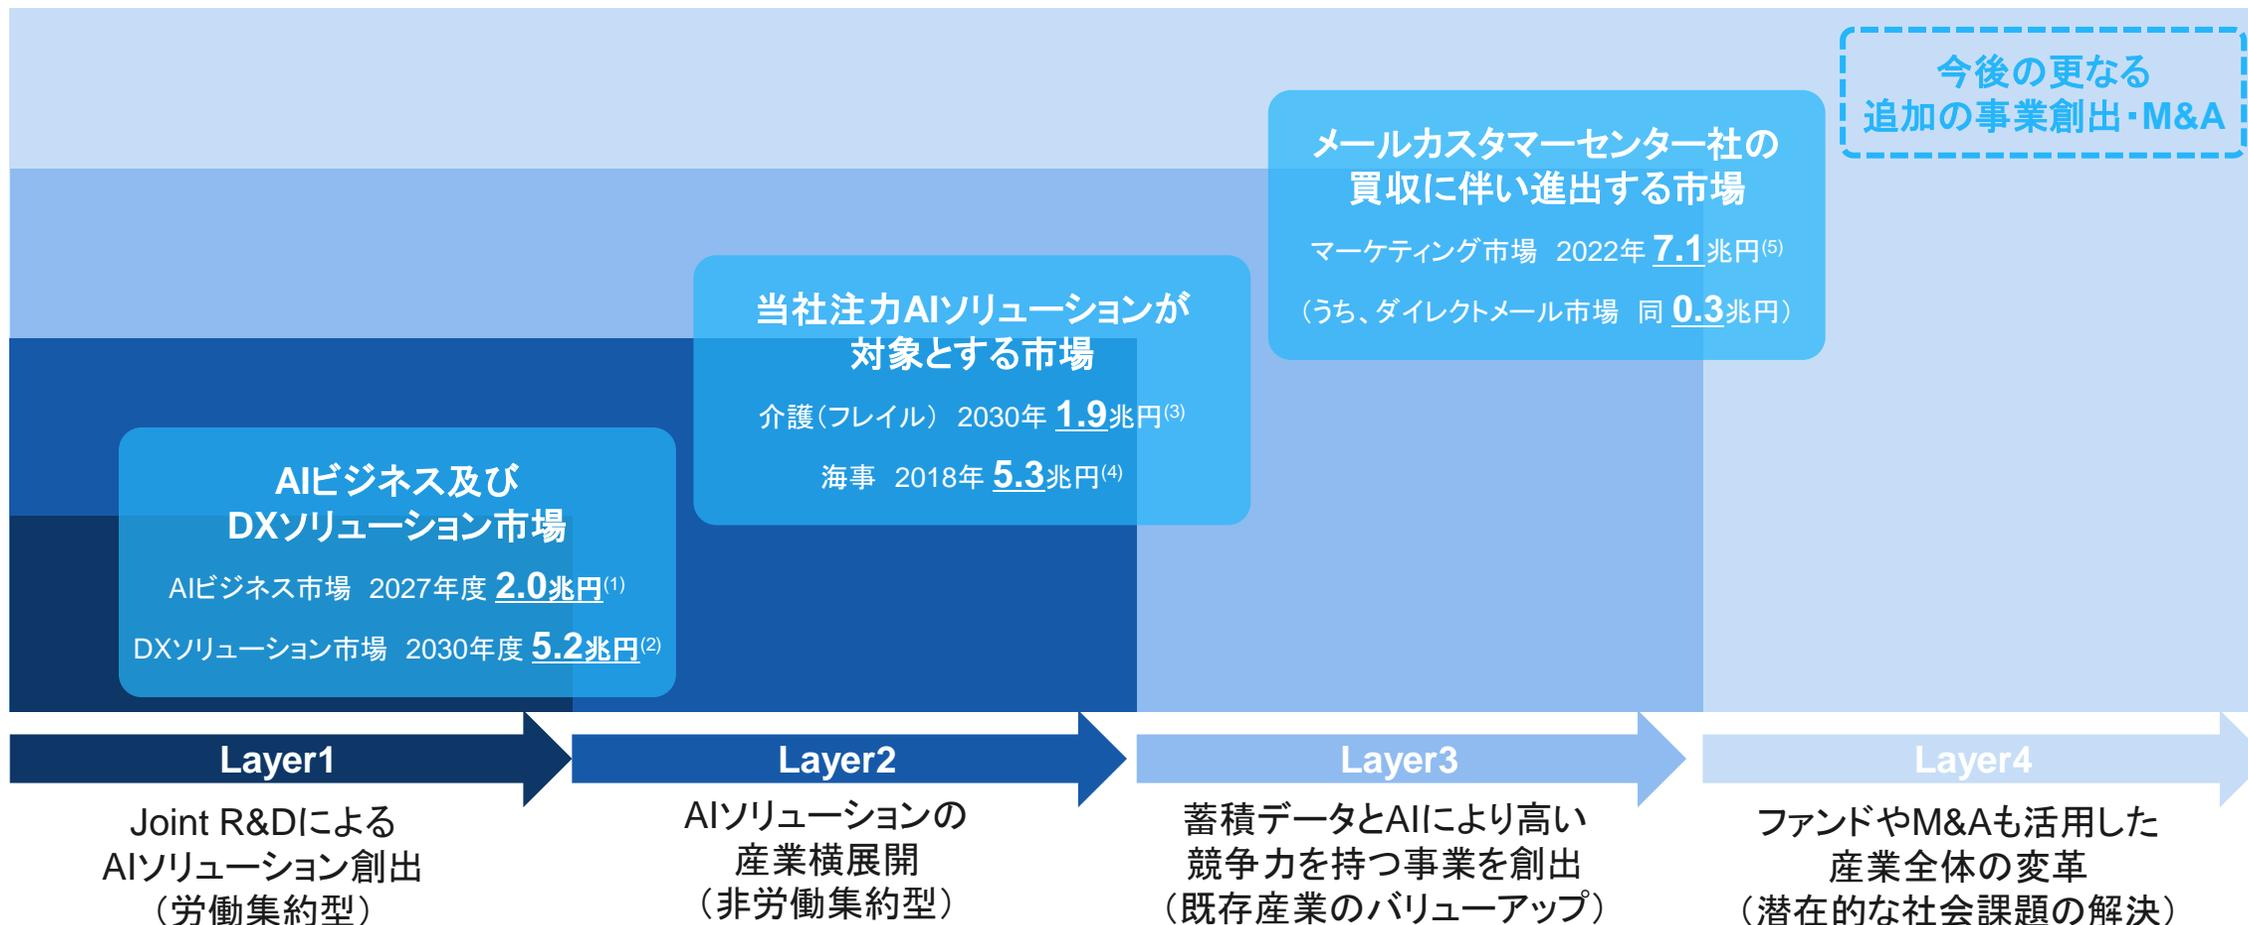 今後の更なる
追加の事業創出・M&A
メールカスタマーセンター社の
買収に伴い進出する市場
マーケティング市場 2022年 7.1兆円(5)
（うち、ダイレクトメール市場 同 0.3兆円）
当社注力AIソリューションが
対象とする市場
介護（フレイル） 2030年 1.9兆円(3)
海事 2018年 5.3兆円(4)
AIビジネス及び
DXソリューション市場
AIビジネス市場 2027年度 2.0兆円(1)
DXソリューション市場 2030年度 5.2兆円(2)
Layer1
Joint R&Dによる
AIソリューション創出
（労働集約型）
Layer2
AIソリューションの
産業横展開
（非労働集約型）
Layer3
蓄積データとAIにより高い
競争力を持つ事業を創出
（既存産業のバリューアップ）
Layer4
ファンドやM&Aも活用した
産業全体の変革
（潜在的な社会課題の解決）